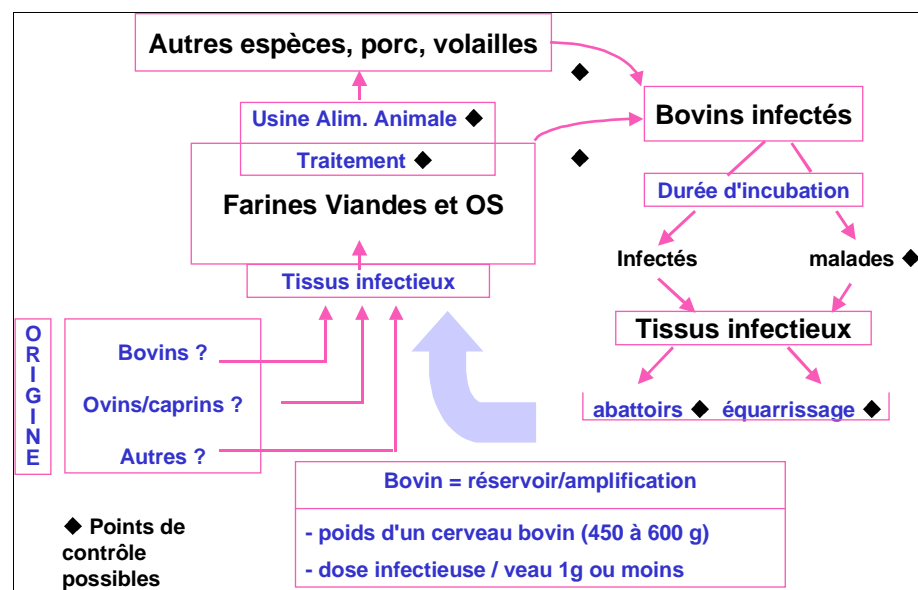 Autres espèces, porc, volailles
◆
Usine Alim. Animale ◆
Bovins infectés
Traitement ◆
◆
Durée d'incubation
Farines Viandes et OS
Infectés
malades ◆
Tissus infectieux
Tissus infectieux
ORIGINE
Bovins ?
Ovins/caprins ?
Autres ?
abattoirs ◆ équarrissage ◆
Bovin = réservoir/amplification
- poids d'un cerveau bovin (450 à 600 g)
- dose infectieuse / veau 1g ou moins
◆ Points de
contrôle
possibles